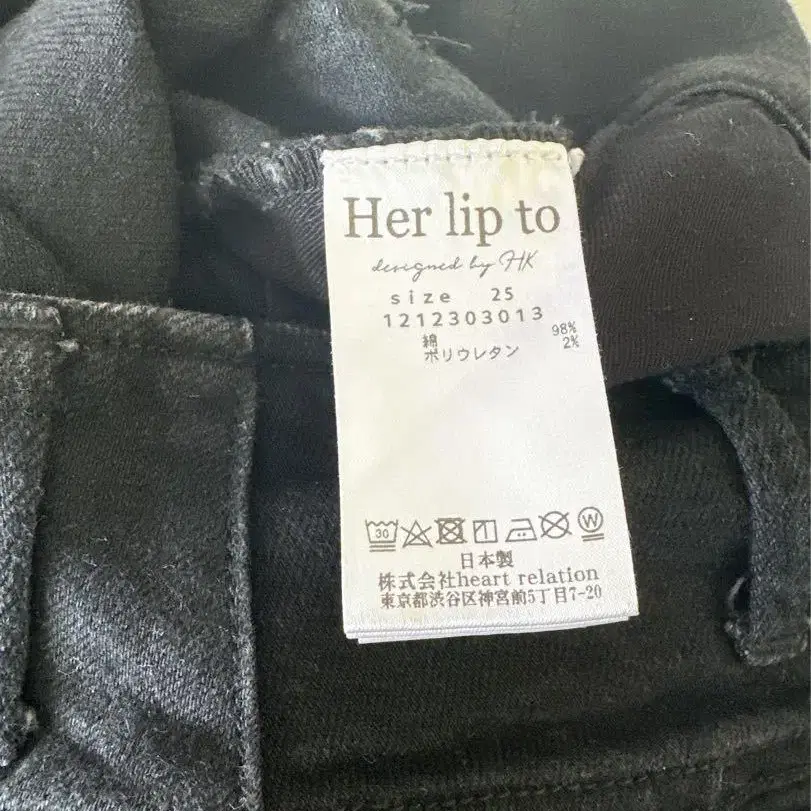 Her lip to
designed by HK
size 25
1212303013
綿 98%
ポリウレタン 2%
30 W
日本製
株式会社heart relation
東京都渋谷区神宮前5丁目7-20